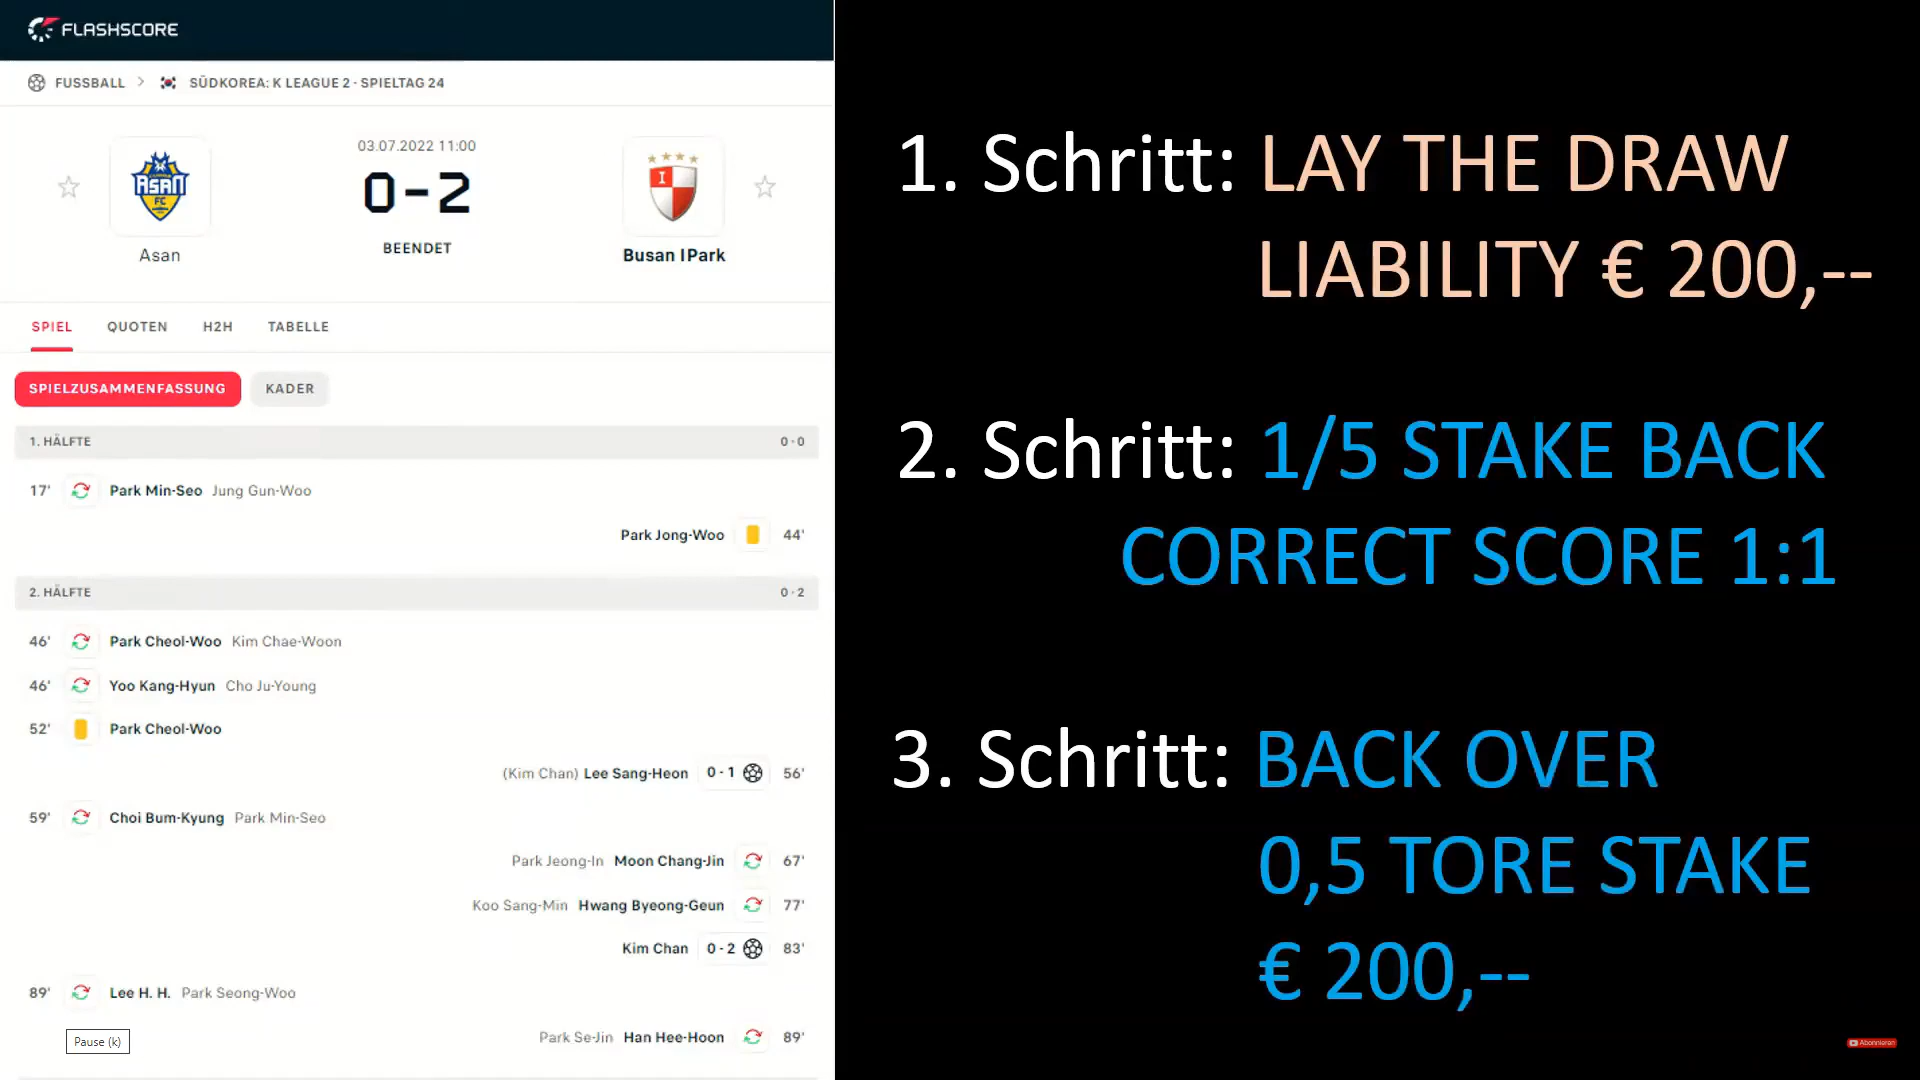 FLASHSCORE
FUSSBALL > SÜDKOREA: K LEAGUE 2 - SPIELTAG 24
03.07.2022 11:00
0-2
BEENDET
ASAN
FC
I
Asan
Busan IPark
SPIEL QUOTEN H2H TABELLE
SPIELZUSAMMENFASSUNG KADER
1. HÄLFTE 0 - 0
17' Park Min-Seo Jung Gun-Woo
Park Jong-Woo 44'
2. HÄLFTE 0 - 2
46' Park Cheol-Woo Kim Chae-Woon
46' Yoo Kang-Hyun Cho Ju-Young
52' Park Cheol-Woo
(Kim Chan) Lee Sang-Heon 0 - 1 56'
59' Choi Bum-Kyung Park Min-Seo
Park Jeong-In Moon Chang-Jin 67'
Koo Sang-Min Hwang Byeong-Geun 77'
Kim Chan 0 - 2 83'
89' Lee H. H. Park Seong-Woo
Park Se-Jin Han Hee-Hoon 89'
Pause (k)
1. Schritt: LAY THE DRAW
LIABILITY € 200,--
2. Schritt: 1/5 STAKE BACK
CORRECT SCORE 1:1
3. Schritt: BACK OVER
0,5 TORE STAKE
€ 200,--
Abonnieren